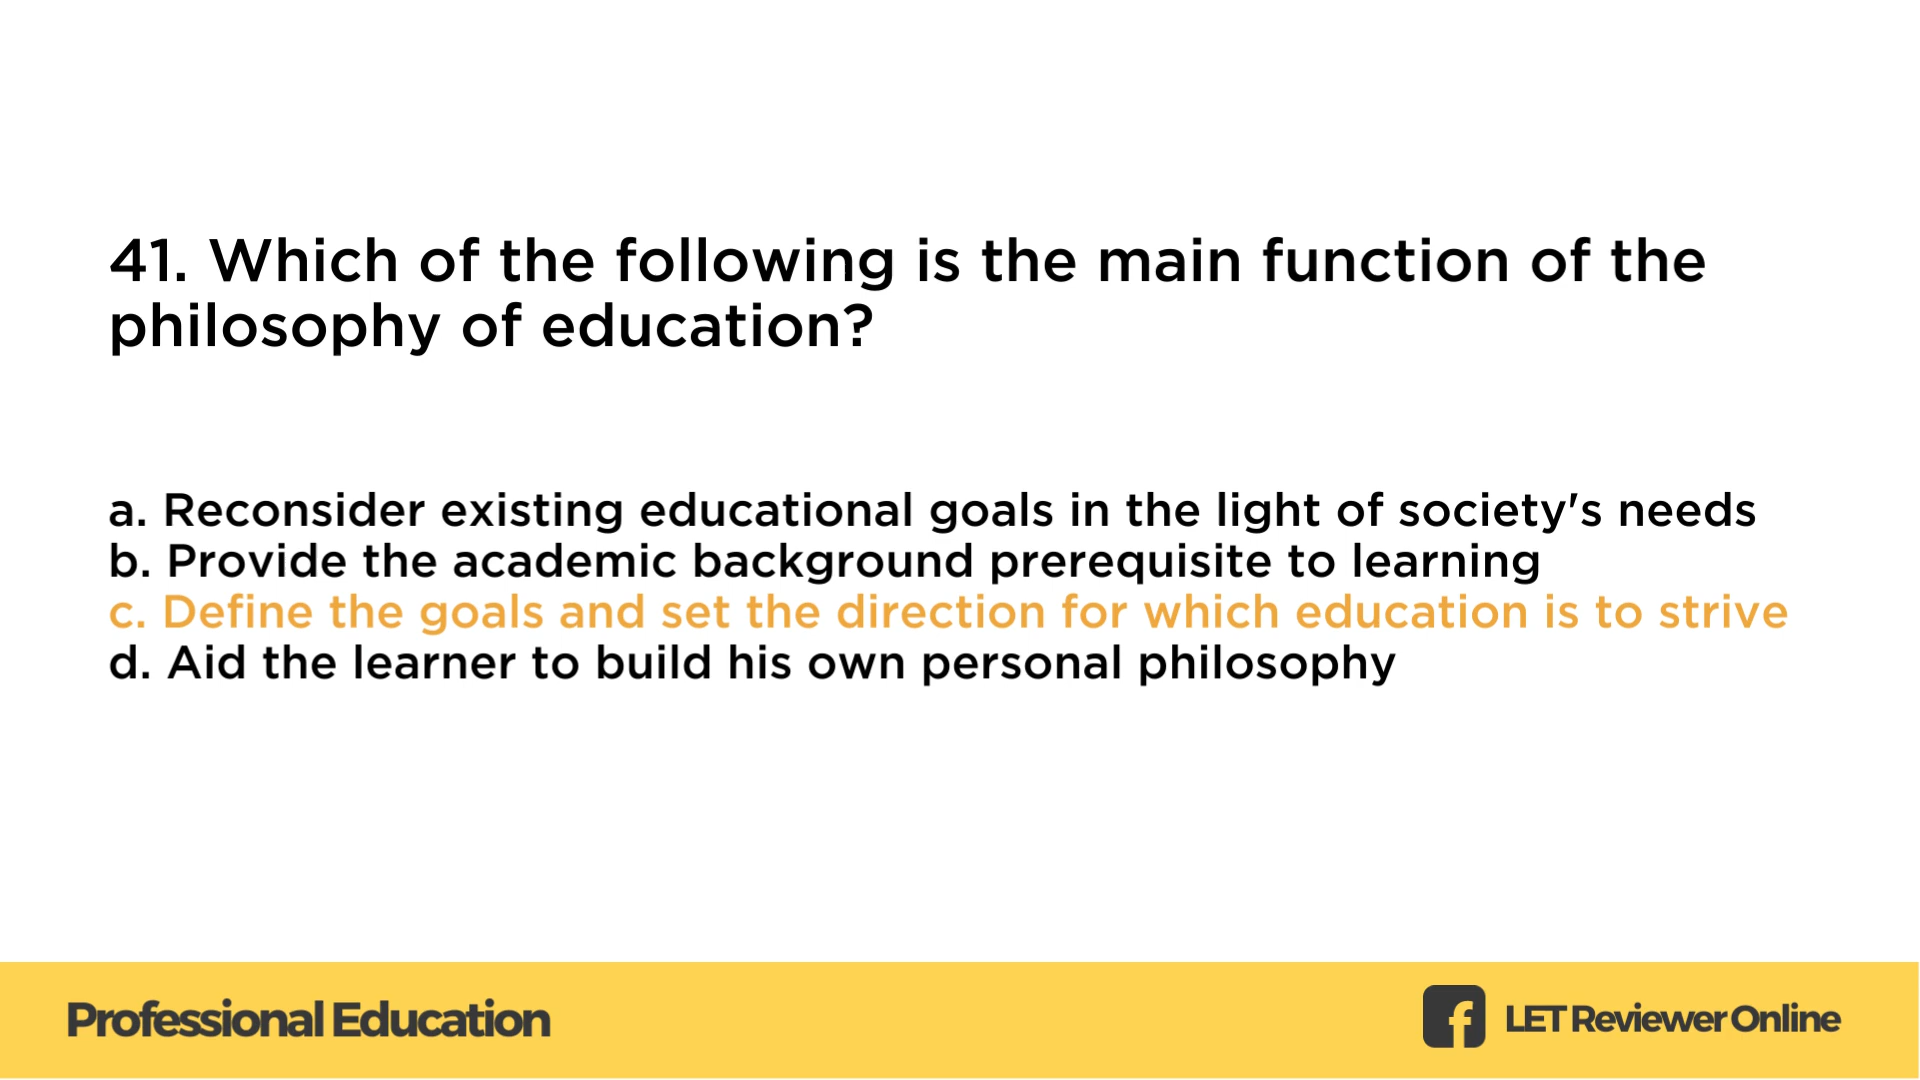 41. Which of the following is the main function of the
philosophy of education?
a. Reconsider existing educational goals in the light of society's needs
b. Provide the academic background prerequisite to learning
c. Define the goals and set the direction for which education is to strive
d. Aid the learner to build his own personal philosophy
Professional Education
LET Reviewer Online